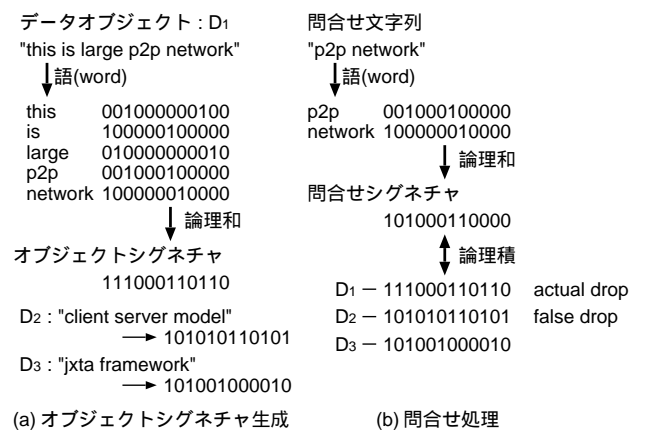 データオブジェクト : D1
"this is large p2p network"
語(word)
this 001000000100
is 100000100000
large 010000000010
p2p 001000100000
network 100000010000
論理和
オブジェクトシグネチャ
111000110110
D2 : "client server model"
101010110101
D3 : "jxta framework"
101001000010
(a) オブジェクトシグネチャ生成
問合せ文字列
"p2p network"
語(word)
p2p 001000100000
network 100000010000
論理和
問合せシグネチャ
101000110000
論理積
D1 － 111000110110 actual drop
D2 － 101010110101 false drop
D3 － 101001000010
(b) 問合せ処理